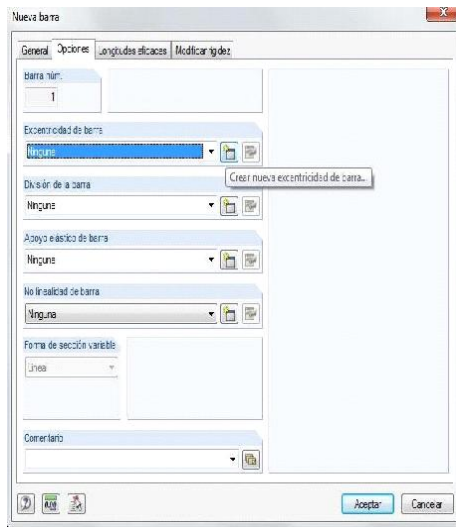 Nueva barra
General Opciones Longitudes eficaces Modificar rigidez
Barra núm.
1
Excentricidad de barra
Ninguna
Crear nueva excentricidad de barra...
División de la barra
Ninguna
Apoyo elástico de barra
Ninguna
No linealidad de barra
Ninguna
Forma de sección variable
Línea
Comentario
Aceptar Cancelar